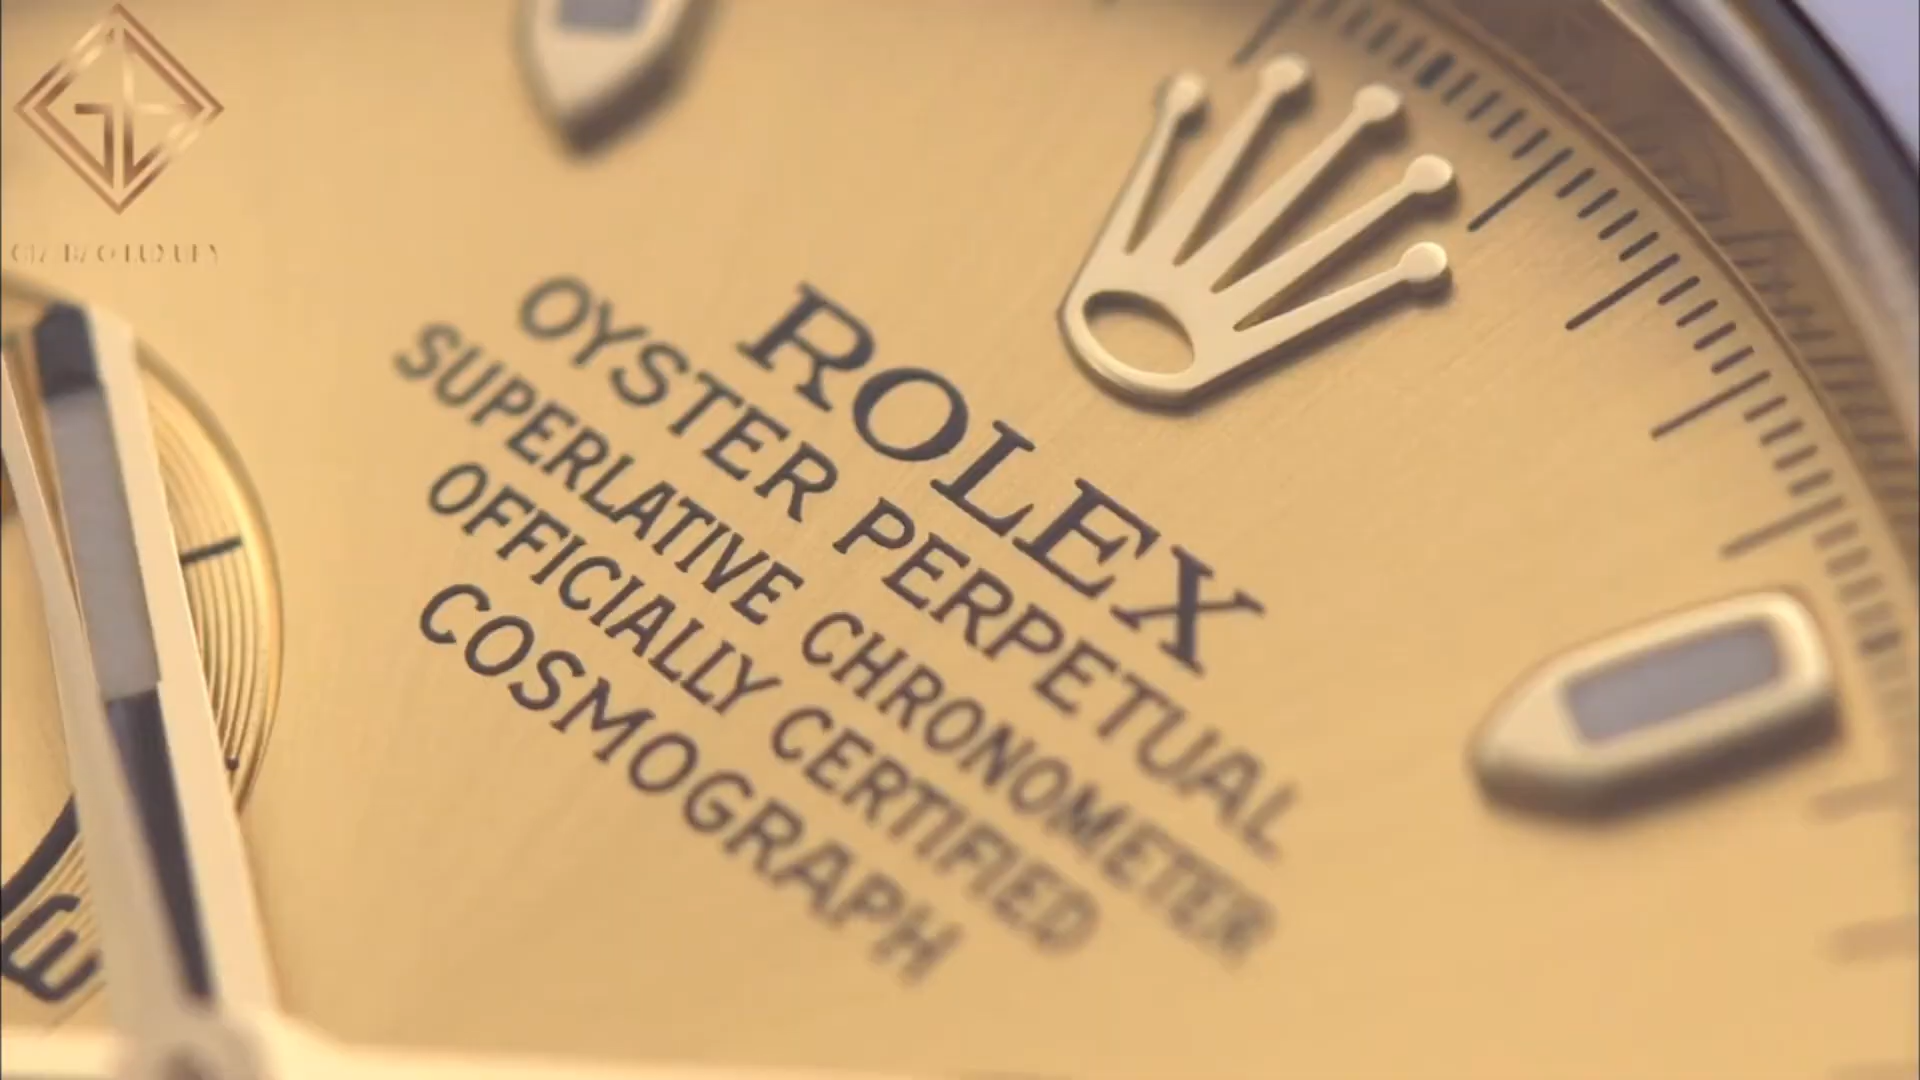 ROLEX
OYSTER PERPETUAL
SUPERLATIVE CHRONOMETER
OFFICIALLY CERTIFIED
COSMOGRAPH